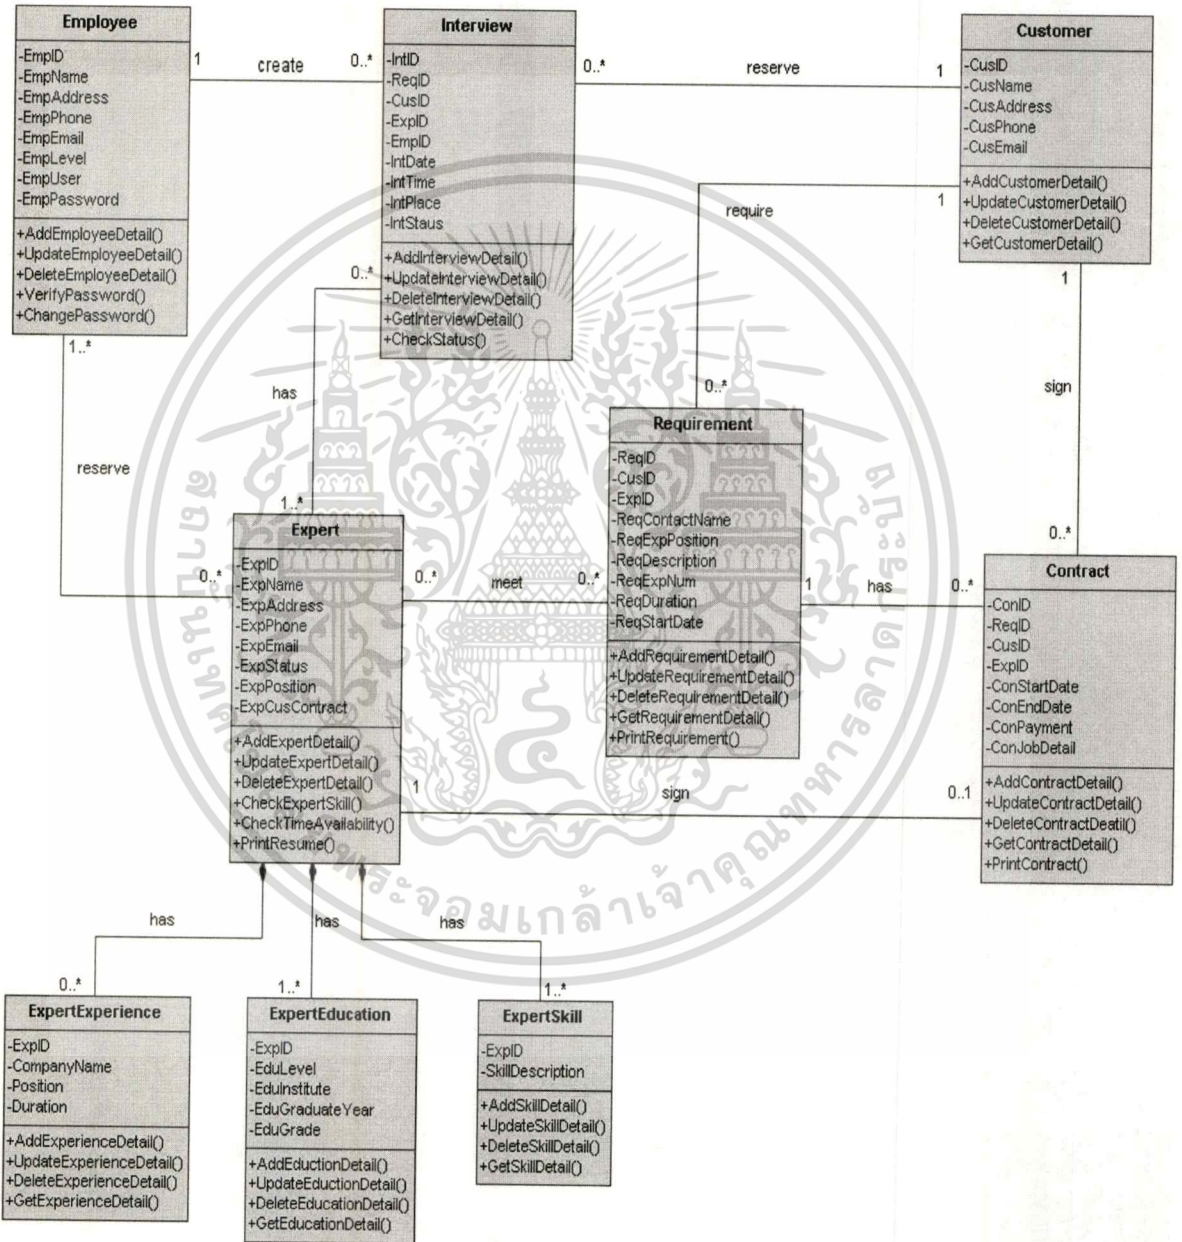 Employee
-EmpID
-EmpName
-EmpAddress
-EmpPhone
-EmpEmail
-EmpLevel
-EmpUser
-EmpPassword
+AddEmployeeDetail()
+UpdateEmployeeDetail()
+DeleteEmployeeDetail()
+VerifyPassword()
+ChangePassword()
1 create 0..*
Interview
-IntID
-ReqID
-CusID
-ExpID
-EmpID
-IntDate
-IntTime
-IntPlace
-IntStaus
+AddInterviewDetail()
+UpdateInterviewDetail()
+DeleteInterviewDetail()
+GetInterviewDetail()
+CheckStatus()
0..* reserve 1
Customer
-CusID
-CusName
-CusAddress
-CusPhone
-CusEmail
+AddCustomerDetail()
+UpdateCustomerDetail()
+DeleteCustomerDetail()
+GetCustomerDetail()
1
require
0..*
1
sign
0..*
0..*
has
1..*
1..*
reserve
0..*
Expert
-ExpID
-ExpName
-ExpAddress
-ExpPhone
-ExpEmail
-ExpStatus
-ExpPosition
-ExpCusContract
+AddExpertDetail()
+UpdateExpertDetail()
+DeleteExpertDetail()
+CheckExpertSkill()
+CheckTimeAvailability()
+PrintResume()
0..* meet 0..*
Requirement
-ReqID
-CusID
-ExpID
-ReqContactName
-ReqExpPosition
-ReqDescription
-ReqExpNum
-ReqDuration
-ReqStartDate
+AddRequirementDetail()
+UpdateRequirementDetail()
+DeleteRequirementDetail()
+GetRequirementDetail()
+PrintRequirement()
1 has 0..*
Contract
-ConID
-ReqID
-CusID
-ExpID
-ConStartDate
-ConEndDate
-ConPayment
-ConJobDetail
+AddContractDetail()
+UpdateContractDetail()
+DeleteContractDeatil()
+GetContractDetail()
+PrintContract()
1 sign 0..1
has
0..*
has
1..*
has
1..*
ExpertExperience
-ExpID
-CompanyName
-Position
-Duration
+AddExperienceDetail()
+UpdateExperienceDetail()
+DeleteExperienceDetail()
+GetExperienceDetail()
ExpertEducation
-ExpID
-EduLevel
-EduInstitute
-EduGraduateYear
-EduGrade
+AddEductionDetail()
+UpdateEductionDetail()
+DeleteEducationDetail()
+GetEducationDetail()
ExpertSkill
-ExpID
-SkillDescription
+AddSkillDetail()
+UpdateSkillDetail()
+DeleteSkillDetail()
+GetSkillDetail()